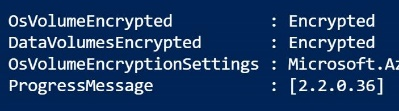 OsVolumeEncrypted : Encrypted
DataVolumesEncrypted : Encrypted
OsVolumeEncryptionSettings : Microsoft.Az
ProgressMessage : [2.2.0.36]